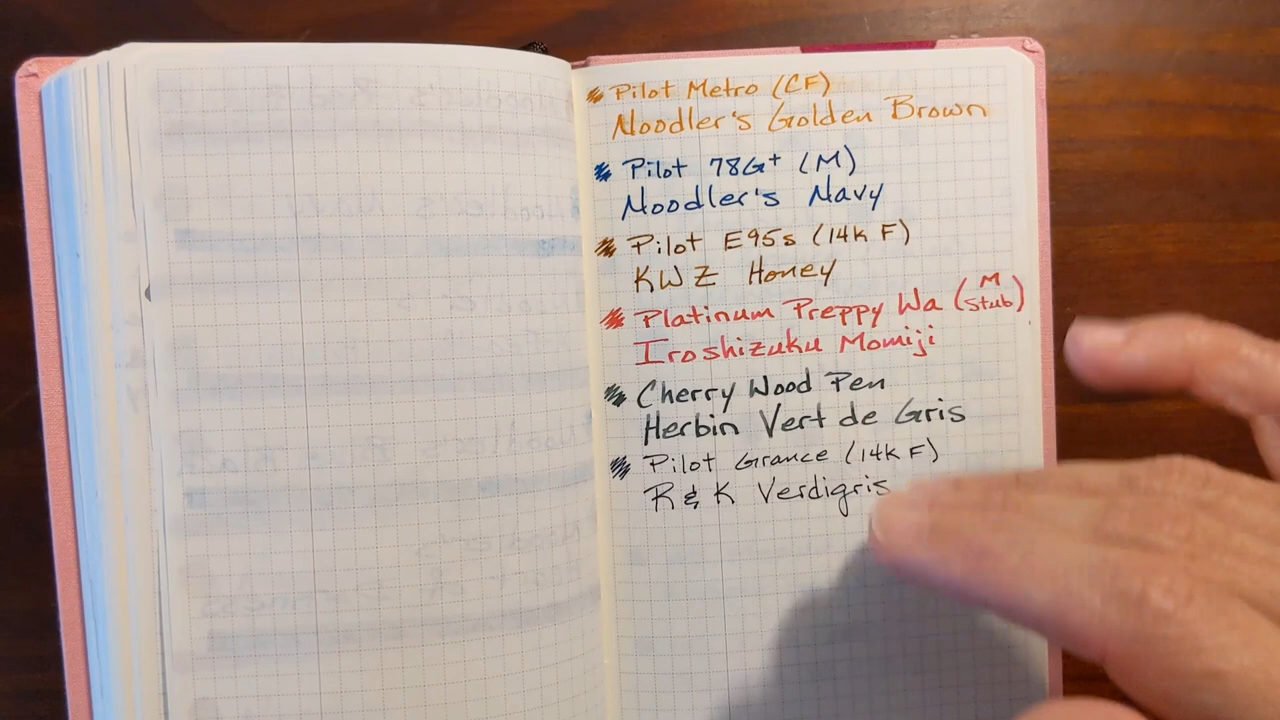 Pilot Metro (CF)
Noodler's Golden Brown
Pilot 78G+ (M)
Noodler's Navy
Pilot E95s (14k F)
KWZ Honey
Platinum Preppy Wa (M Stub)
Iroshizuku Momiji
Cherry Wood Pen
Herbin Vert de Gris
Pilot Grance (14k F)
R & K Verdigris